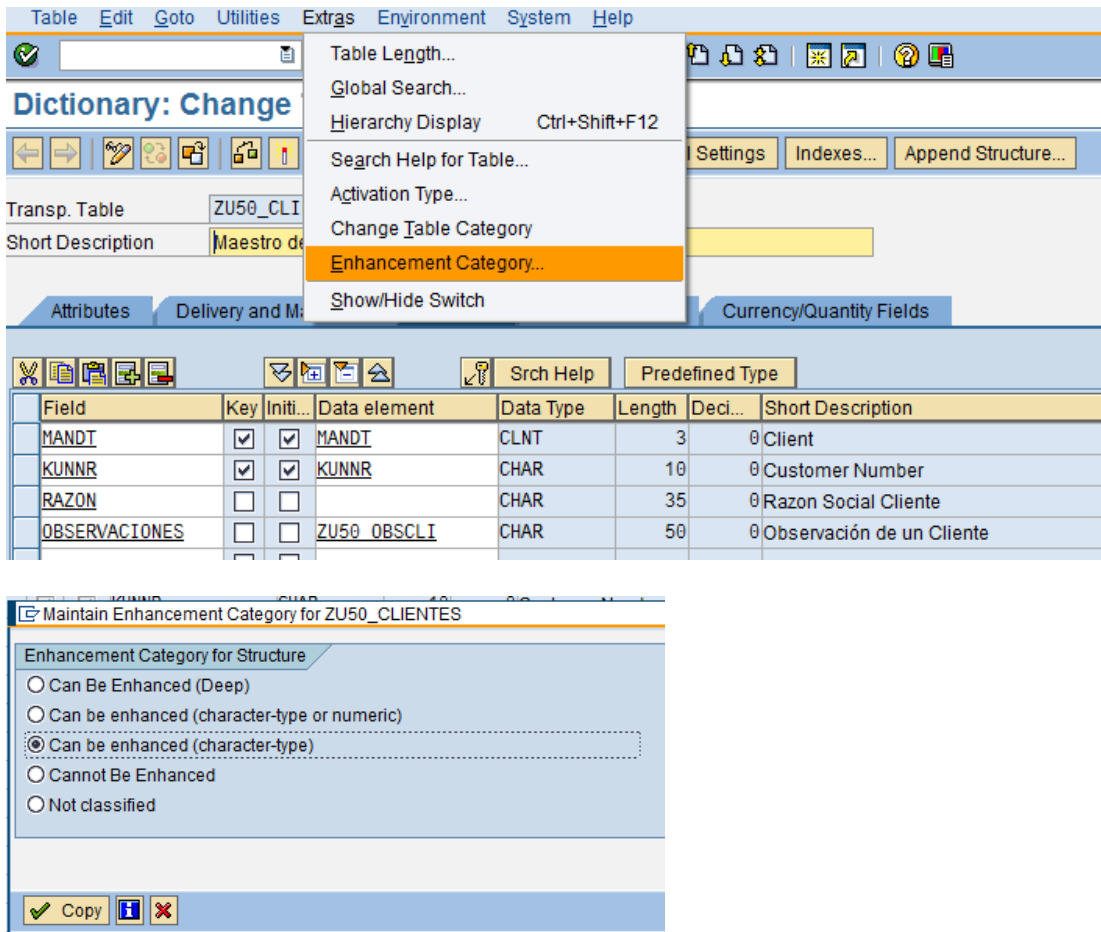 Table Edit Goto Utilities Extras Environment System Help
Table Length...
Global Search...
Dictionary: Change
Hierarchy Display Ctrl+Shift+F12
Search Help for Table...
Settings Indexes... Append Structure...
Activation Type...
Transp. Table ZU50_CLI
Change Table Category
Short Description Maestro
Enhancement Category...
Show/Hide Switch
Attributes Delivery and Currency/Quantity Fields
Srch Help Predefined Type
Field Key Initi... Data element Data Type Length Deci... Short Description
MANDT MANDT CLNT 3 0 Client
KUNNR KUNNR CHAR 10 0 Customer Number
RAZON CHAR 35 0 Razon Social Cliente
OBSERVACIONES ZU50_OBSCLI CHAR 50 0 Observación de un Cliente
Maintain Enhancement Category for ZU50_CLIENTES
Enhancement Category for Structure
Can Be Enhanced (Deep)
Can be enhanced (character-type or numeric)
Can be enhanced (character-type)
Cannot Be Enhanced
Not classified
Copy